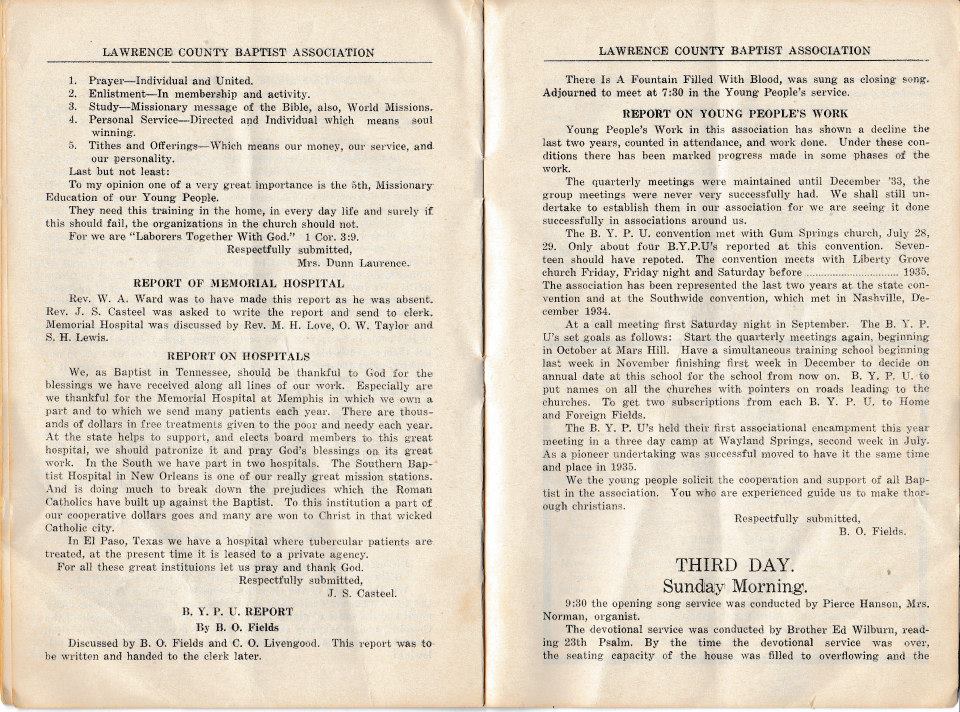 LAWRENCE COUNTY BAPTIST ASSOCIATION
1. Prayer—Individual and United.
2. Enlistment—In membership and activity.
3. Study—Missionary message of the Bible, also, World Missions.
4. Personal Service—Directed and Individual which means soul
winning.
5. Tithes and Offerings—Which means our money, our service, and
our personality.
Last but not least:
To my opinion one of a very great importance is the 5th, Missionary
Education of our Young People.
They need this training in the home, in every day life and surely if
this should fail, the organizations in the church should not.
For we are "Laborers Together With God." 1 Cor. 3:9.
Respectfully submitted,
Mrs. Dunn Laurence.
REPORT OF MEMORIAL HOSPITAL
Rev. W. A. Ward was to have made this report as he was absent.
Rev. J. S. Casteel was asked to write the report and send to clerk.
Memorial Hospital was discussed by Rev. M. H. Love, O. W. Taylor and
S. H. Lewis.
REPORT ON HOSPITALS
We, as Baptist in Tennessee, should be thankful to God for the
blessings we have received along all lines of our work. Especially are
we thankful for the Memorial Hospital at Memphis in which we own a
part and to which we send many patients each year. There are thous-
ands of dollars in free treatments given to the poor and needy each year.
At the state helps to support, and elects board members to this great
hospital, we should patronize it and pray God's blessings on its great
work. In the South we have part in two hospitals. The Southern Bap-
tist Hospital in New Orleans is one of our really great mission stations.
And is doing much to break down the prejudices which the Roman
Catholics have built up against the Baptist. To this institution a part of
our cooperative dollars goes and many are won to Christ in that wicked
Catholic city.
In El Paso, Texas we have a hospital where tubercular patients are
treated, at the present time it is leased to a private agency.
For all these great instituions let us pray and thank God.
Respectfully submitted,
J. S. Casteel.
B. Y. P. U. REPORT
By B. O. Fields
Discussed by B. O. Fields and C. O. Livengood. This report was to
be written and handed to the clerk later.
LAWRENCE COUNTY BAPTIST ASSOCIATION
There Is A Fountain Filled With Blood, was sung as closing song.
Adjourned to meet at 7:30 in the Young People's service.
REPORT ON YOUNG PEOPLE'S WORK
Young People's Work in this association has shown a decline the
last two years, counted in attendance, and work done. Under these con-
ditions there has been marked progress made in some phases of the
work.
The quarterly meetings were maintained until December '33, the
group meetings were never very successfully had. We shall still un-
dertake to establish them in our association for we are seeing it done
successfully in associations around us.
The B. Y. P. U. convention met with Gum Springs church, July 28,
29. Only about four B.Y.P.U's reported at this convention. Seven-
teen should have repoted. The convention meets with Liberty Grove
church Friday, Friday night and Saturday before .............................. 1935.
The association has been represented the last two years at the state con-
vention and at the Southwide convention, which met in Nashville, De-
cember 1934.
At a call meeting first Saturday night in September. The B. Y. P.
U's set goals as follows: Start the quarterly meetings again, beginning
in October at Mars Hill. Have a simultaneous training school beginning
last week in November finishing first week in December to decide on
annual date at this school for the school from now on. B. Y. P. U. to
put names on all the churches with pointers on roads leading to the
churches. To get two subscriptions from each B. Y. P. U. to Home
and Foreign Fields.
The B. Y. P. U's held their first associational encampment this year
meeting in a three day camp at Wayland Springs, second week in July.
As a pioneer undertaking was successful moved to have it the same time
and place in 1935.
We the young people solicit the cooperation and support of all Bap-
tist in the association. You who are experienced guide us to make thor-
ough christians.
Respectfully submitted,
B. O. Fields.
THIRD DAY.
Sunday Morning.
9:30 the opening song service was conducted by Pierce Hanson, Mrs.
Norman, organist.
The devotional service was conducted by Brother Ed Wilburn, read-
ing 23th Psalm. By the time the devotional service was over,
the seating capacity of the house was filled to overflowing and the